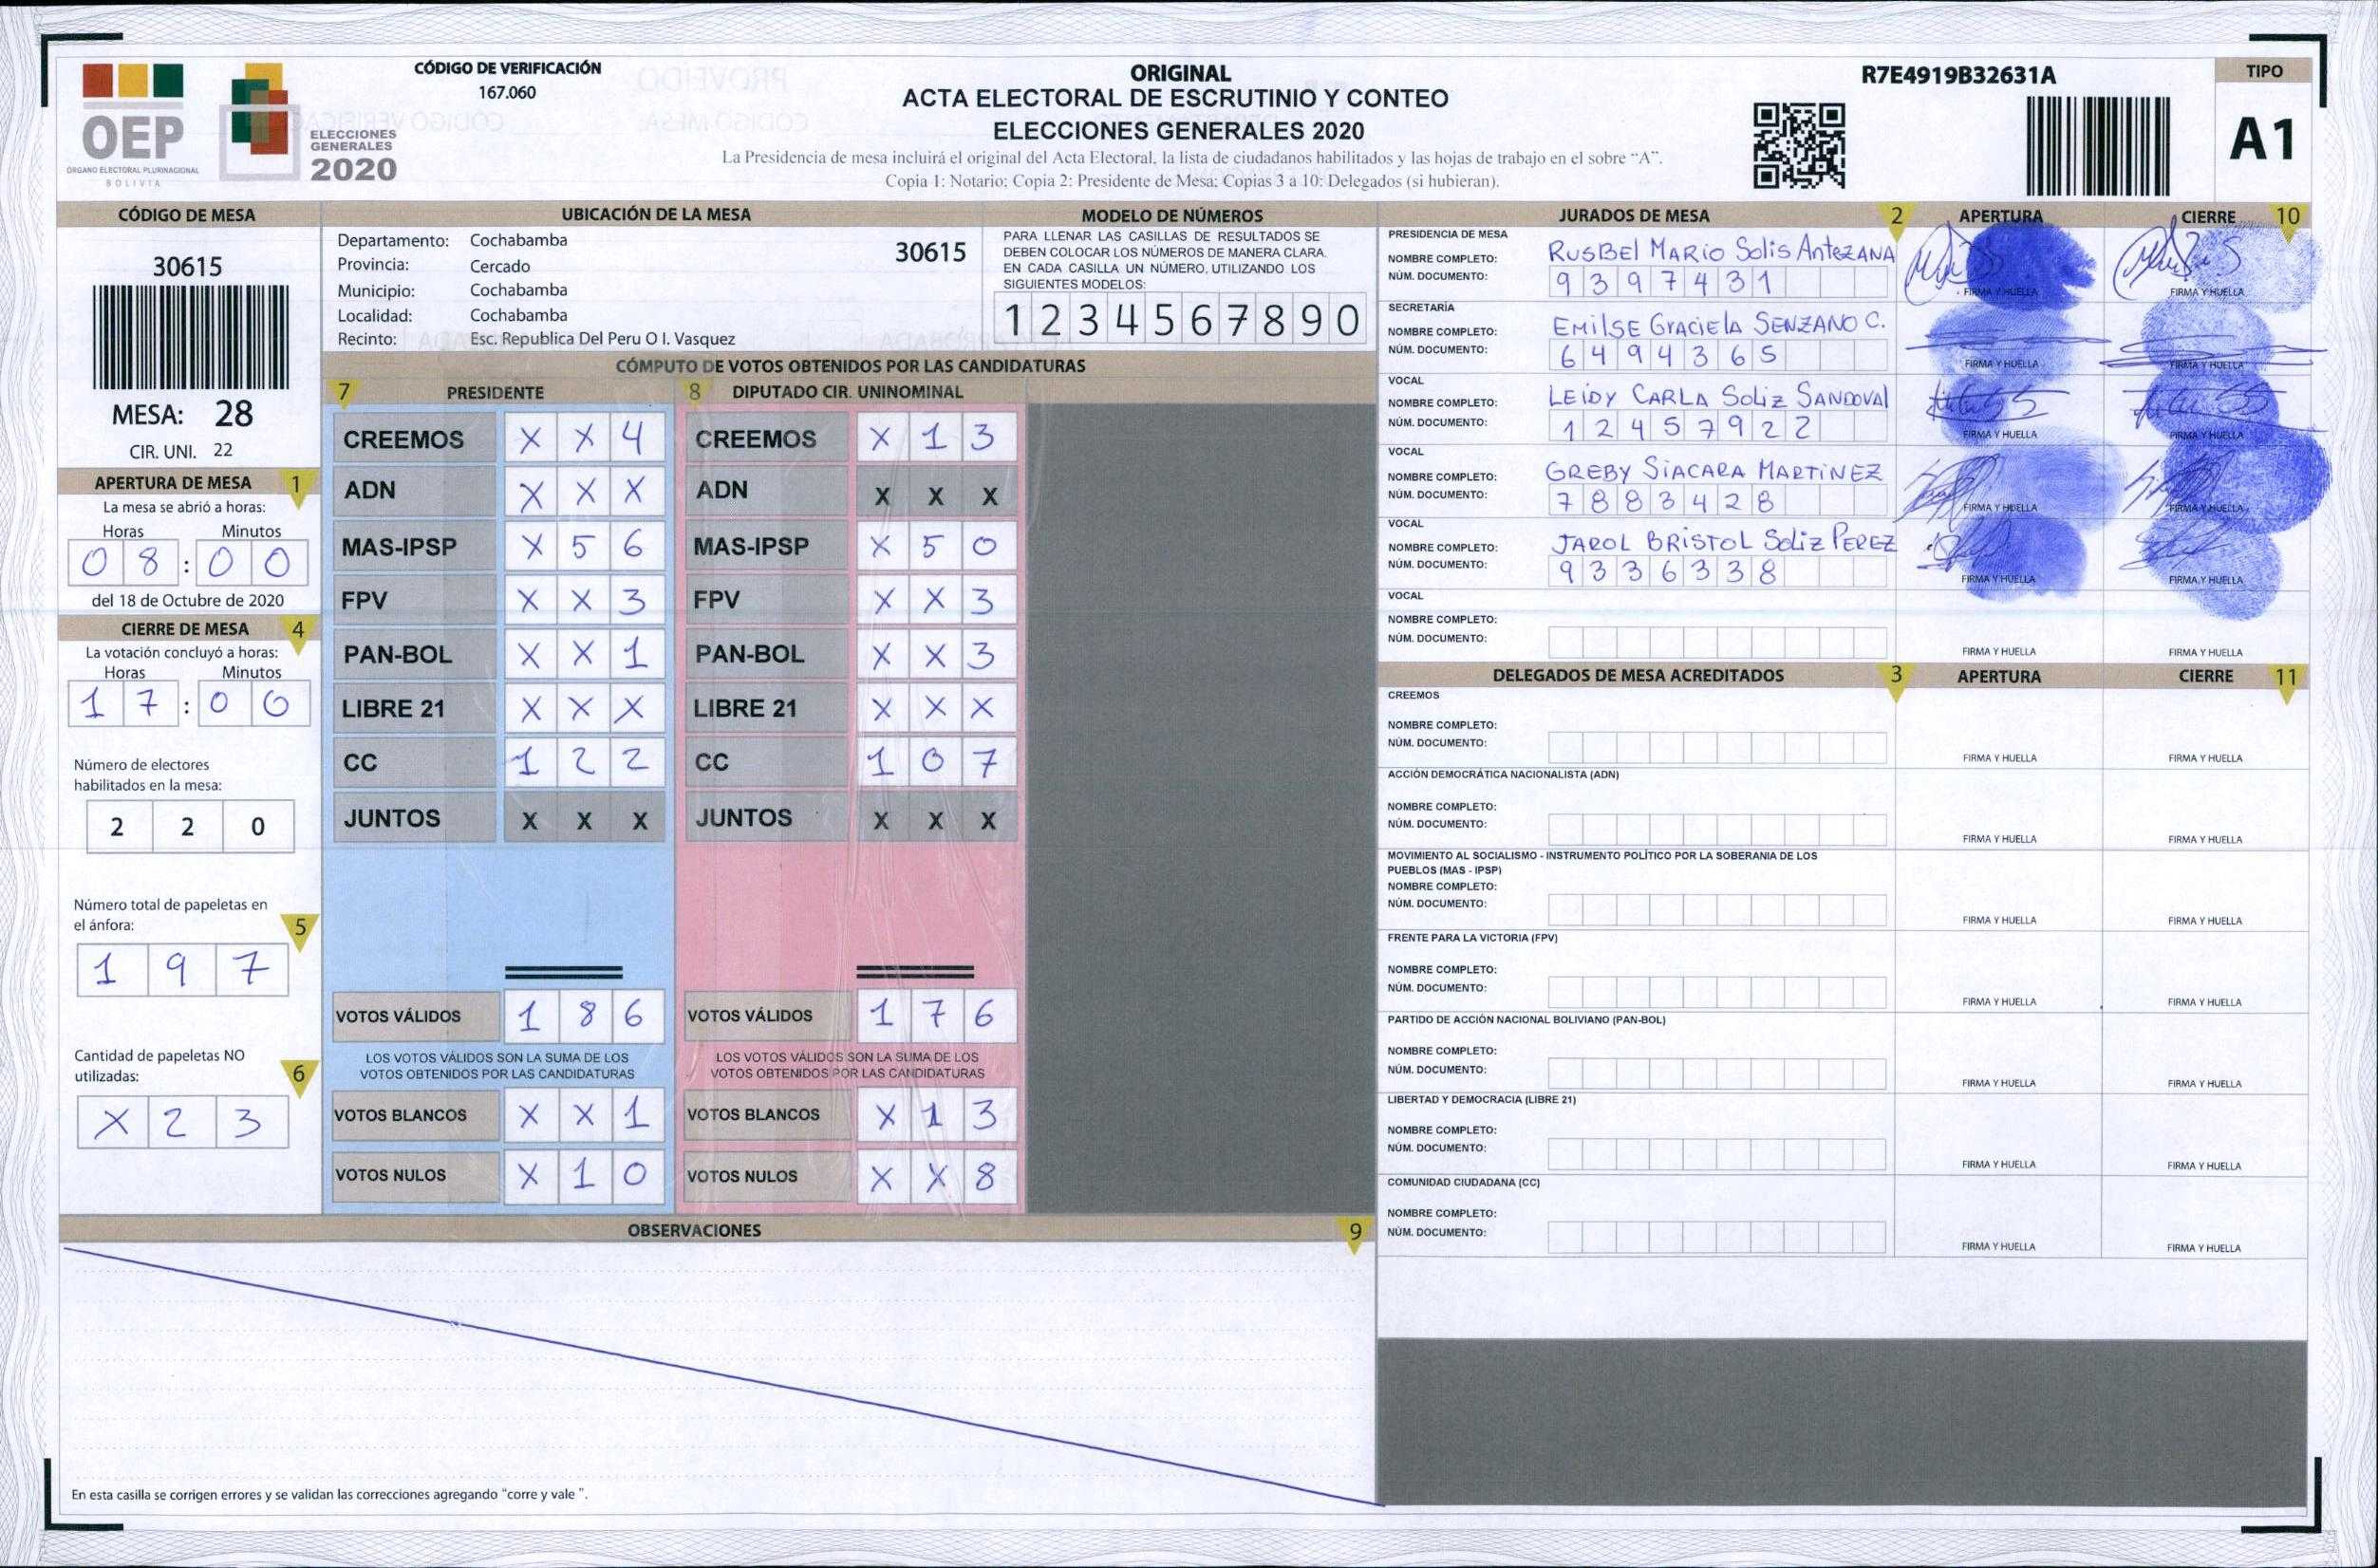 OEP
ÓRGANO ELECTORAL PLURINACIONAL
BOLIVIA
ELECCIONES
GENERALES
2020
CÓDIGO DE VERIFICACIÓN
167.060
ORIGINAL
ACTA ELECTORAL DE ESCRUTINIO Y CONTEO
ELECCIONES GENERALES 2020
La Presidencia de mesa incluirá el original del Acta Electoral, la lista de ciudadanos habilitados y las hojas de trabajo en el sobre “A”.
Copia 1: Notario; Copia 2: Presidente de Mesa; Copias 3 a 10: Delegados (si hubieran).
R7E4919B32631A
TIPO
A1
CÓDIGO DE MESA
30615
MESA: 28
CIR. UNI. 22
APERTURA DE MESA 1
La mesa se abrió a horas:
Horas Minutos
0 8 : 0 0
del 18 de Octubre de 2020
CIERRE DE MESA 4
La votación concluyó a horas:
Horas Minutos
1 7 : 0 0
Número de electores
habilitados en la mesa:
2 2 0
Número total de papeletas en
el ánfora: 5
1 9 7
Cantidad de papeletas NO
utilizadas: 6
X 2 3
UBICACIÓN DE LA MESA
Departamento: Cochabamba 30615
Provincia: Cercado
Municipio: Cochabamba
Localidad: Cochabamba
Recinto: Esc. Republica Del Peru O I. Vasquez
MODELO DE NÚMEROS
PARA LLENAR LAS CASILLAS DE RESULTADOS SE
DEBEN COLOCAR LOS NÚMEROS DE MANERA CLARA.
EN CADA CASILLA UN NÚMERO, UTILIZANDO LOS
SIGUIENTES MODELOS:
1 2 3 4 5 6 7 8 9 0
CÓMPUTO DE VOTOS OBTENIDOS POR LAS CANDIDATURAS
7 PRESIDENTE 8 DIPUTADO CIR. UNINOMINAL
CREEMOS X X 4 CREEMOS X 1 3
ADN X X X ADN X X X
MAS-IPSP X 5 6 MAS-IPSP X 5 0
FPV X X 3 FPV X X 3
PAN-BOL X X 1 PAN-BOL X X 3
LIBRE 21 X X X LIBRE 21 X X X
CC 1 2 2 CC 1 0 7
JUNTOS X X X JUNTOS X X X
VOTOS VÁLIDOS 1 8 6 VOTOS VÁLIDOS 1 7 6
LOS VOTOS VÁLIDOS SON LA SUMA DE LOS LOS VOTOS VÁLIDOS SON LA SUMA DE LOS
VOTOS OBTENIDOS POR LAS CANDIDATURAS VOTOS OBTENIDOS POR LAS CANDIDATURAS
VOTOS BLANCOS X X 1 VOTOS BLANCOS X 1 3
VOTOS NULOS X 1 0 VOTOS NULOS X X 8
OBSERVACIONES 9
En esta casilla se corrigen errores y se validan las correcciones agregando “corre y vale ”.
JURADOS DE MESA 2 APERTURA CIERRE 10
PRESIDENCIA DE MESA
NOMBRE COMPLETO: RUSBEL MARIO SOLIS ANTEZANA
NÚM. DOCUMENTO: 9397431 FIRMA Y HUELLA FIRMA Y HUELLA
SECRETARÍA
NOMBRE COMPLETO: EMILSE GRACIELA SENZANO C.
NÚM. DOCUMENTO: 6494365 FIRMA Y HUELLA FIRMA Y HUELLA
VOCAL
NOMBRE COMPLETO: LEIDY CARLA SOLIZ SANDOVAL
NÚM. DOCUMENTO: 12457922 FIRMA Y HUELLA FIRMA Y HUELLA
VOCAL
NOMBRE COMPLETO: GREBY SIACARA MARTINEZ
NÚM. DOCUMENTO: 7883428 FIRMA Y HUELLA FIRMA Y HUELLA
VOCAL
NOMBRE COMPLETO: JAROL BRISTOL SOLIZ PEREZ
NÚM. DOCUMENTO: 9336338 FIRMA Y HUELLA FIRMA Y HUELLA
VOCAL
NOMBRE COMPLETO:
NÚM. DOCUMENTO: FIRMA Y HUELLA FIRMA Y HUELLA
DELEGADOS DE MESA ACREDITADOS 3 APERTURA CIERRE 11
CREEMOS
NOMBRE COMPLETO:
NÚM. DOCUMENTO: FIRMA Y HUELLA FIRMA Y HUELLA
ACCIÓN DEMOCRÁTICA NACIONALISTA (ADN)
NOMBRE COMPLETO:
NÚM. DOCUMENTO: FIRMA Y HUELLA FIRMA Y HUELLA
MOVIMIENTO AL SOCIALISMO - INSTRUMENTO POLÍTICO POR LA SOBERANIA DE LOS
PUEBLOS (MAS - IPSP)
NOMBRE COMPLETO:
NÚM. DOCUMENTO: FIRMA Y HUELLA FIRMA Y HUELLA
FRENTE PARA LA VICTORIA (FPV)
NOMBRE COMPLETO:
NÚM. DOCUMENTO: FIRMA Y HUELLA FIRMA Y HUELLA
PARTIDO DE ACCIÓN NACIONAL BOLIVIANO (PAN-BOL)
NOMBRE COMPLETO:
NÚM. DOCUMENTO: FIRMA Y HUELLA FIRMA Y HUELLA
LIBERTAD Y DEMOCRACIA (LIBRE 21)
NOMBRE COMPLETO:
NÚM. DOCUMENTO: FIRMA Y HUELLA FIRMA Y HUELLA
COMUNIDAD CIUDADANA (CC)
NOMBRE COMPLETO:
NÚM. DOCUMENTO: FIRMA Y HUELLA FIRMA Y HUELLA